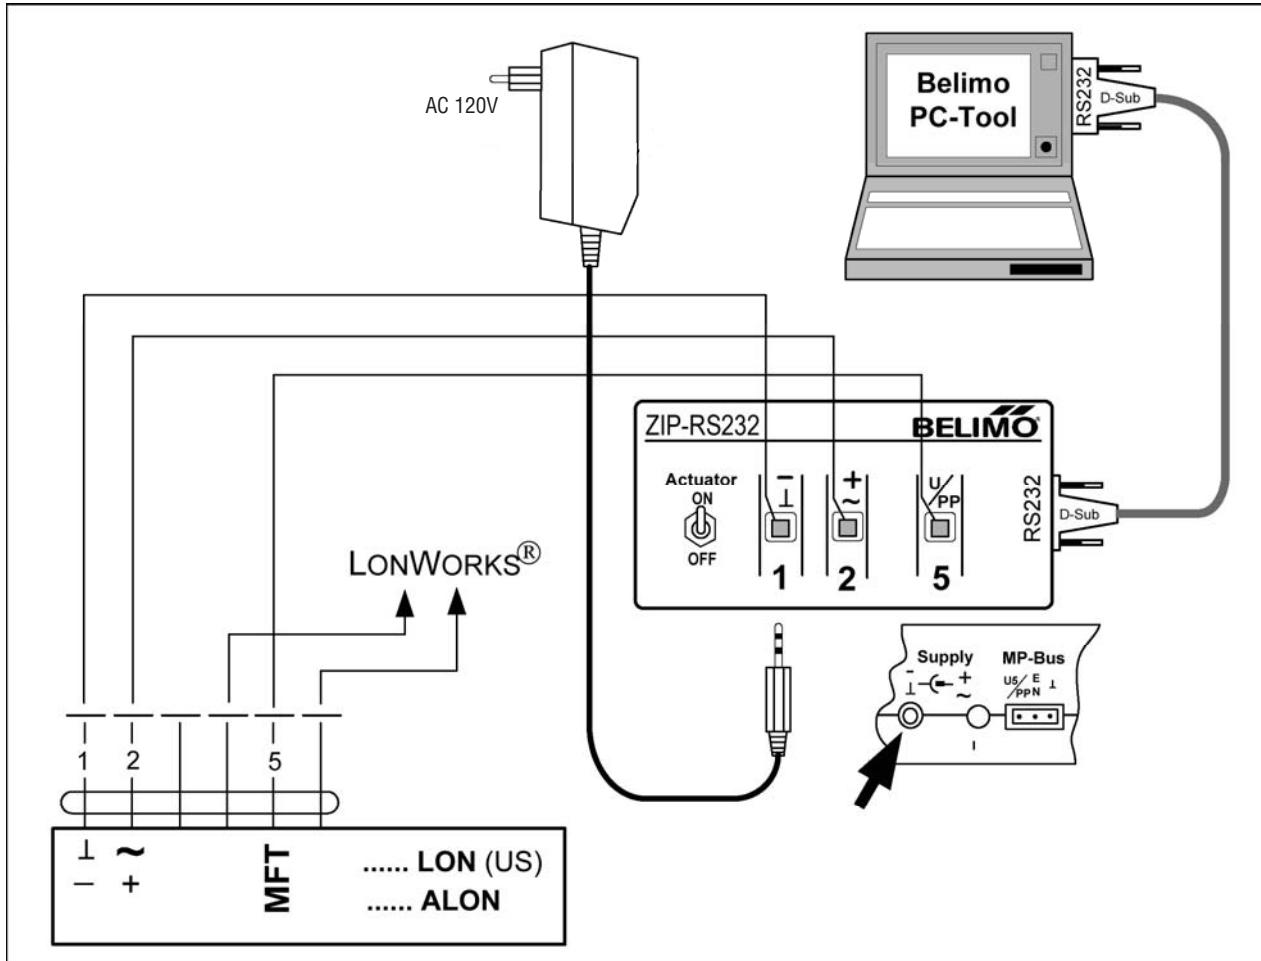 AC 120V
Belimo
PC-Tool
RS232
D-Sub
ZIP-RS232
BELIMO
Actuator
ON
OFF
-
⊥
1
+
~
2
U/PP
5
RS232
D-Sub
LONWORKS®
Supply
MP-Bus
-
⊥
+
~
U5/PP
E
N
⊥
I
1
2
5
⊥
~
–
+
MFT
...... LON (US)
...... ALON